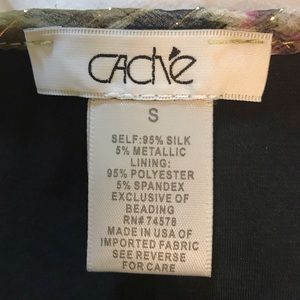 CACHé
S
SELF:95% SILK
5% METALLIC
LINING:
95% POLYESTER
5% SPANDEX
EXCLUSIVE OF
BEADING
RN# 74578
MADE IN USA OF
IMPORTED FABRIC
SEE REVERSE
FOR CARE